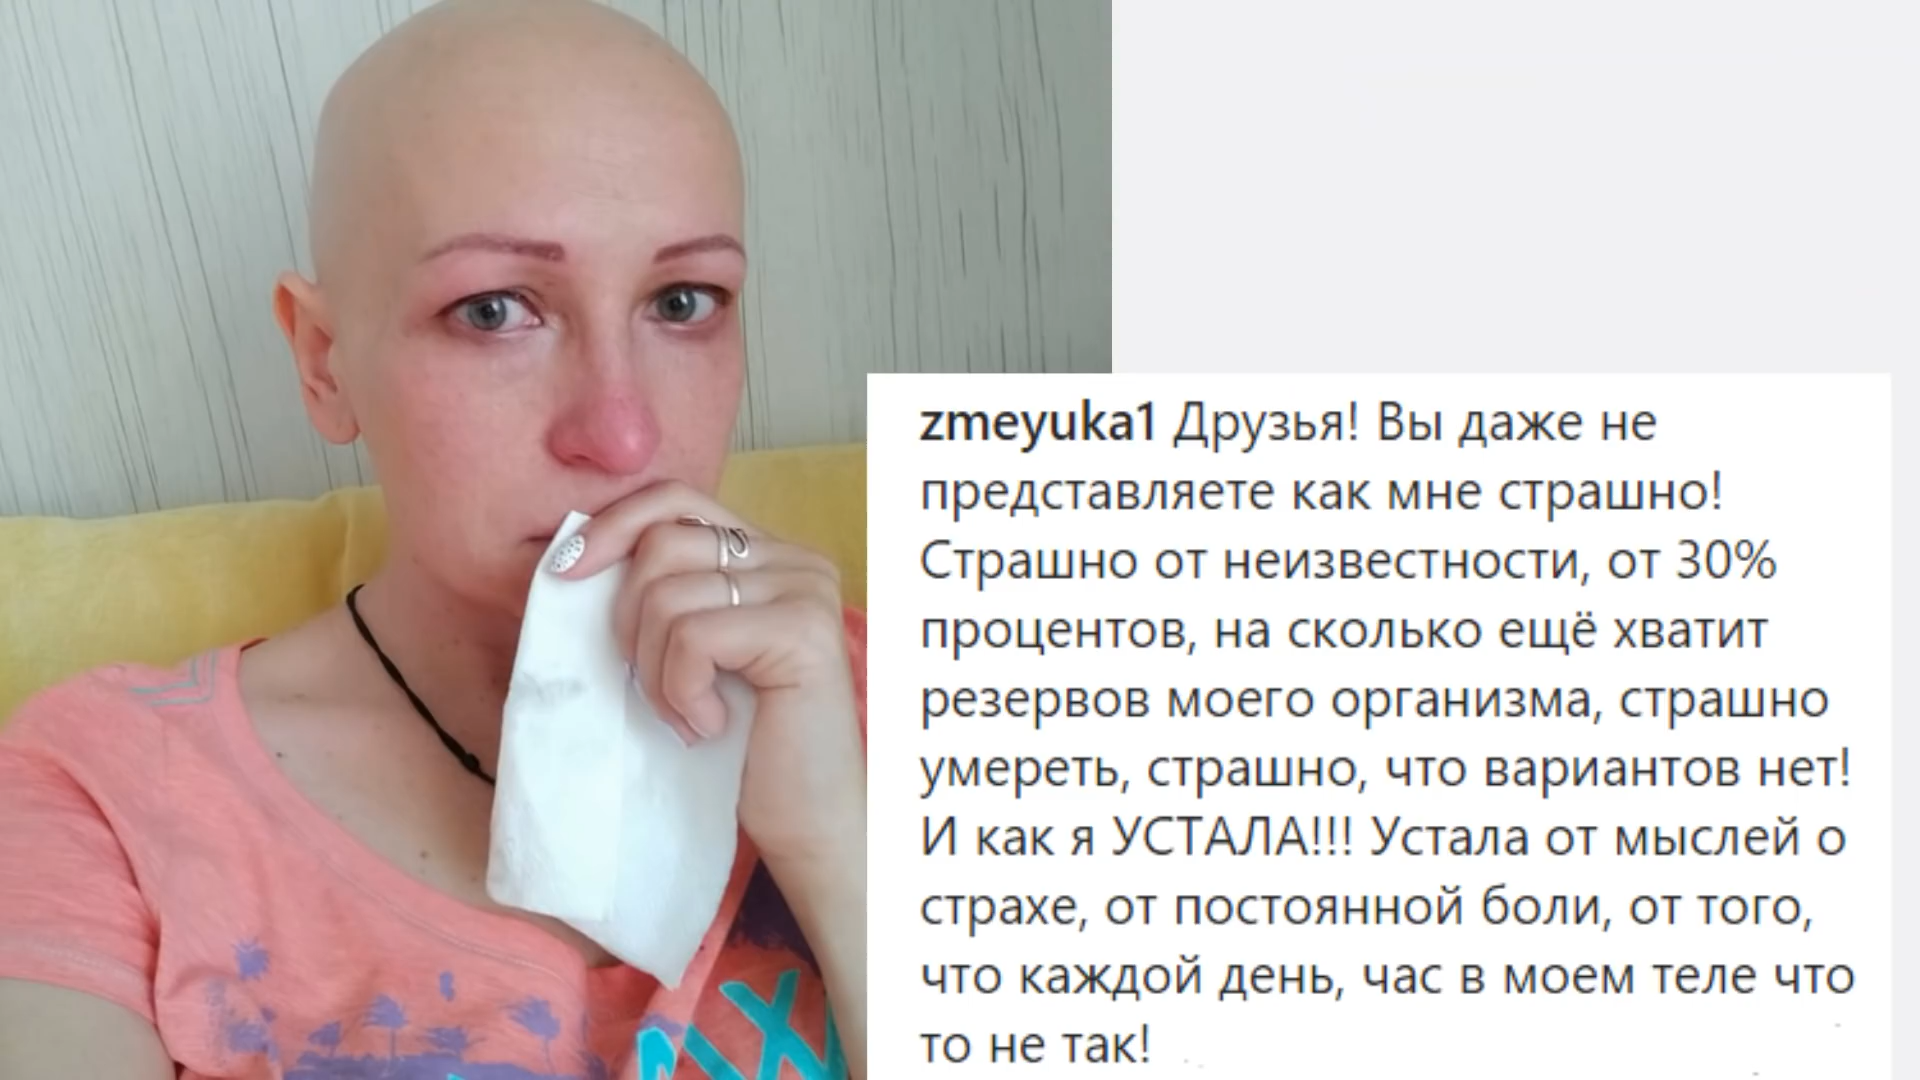 zmeyuka1 Друзья! Вы даже не
представляете как мне страшно!
Страшно от неизвестности, от 30%
процентов, на сколько ещё хватит
резервов моего организма, страшно
умереть, страшно, что вариантов нет!
И как я УСТАЛА!!! Устала от мыслей о
страхе, от постоянной боли, от того,
что каждой день, час в моем теле что
то не так!